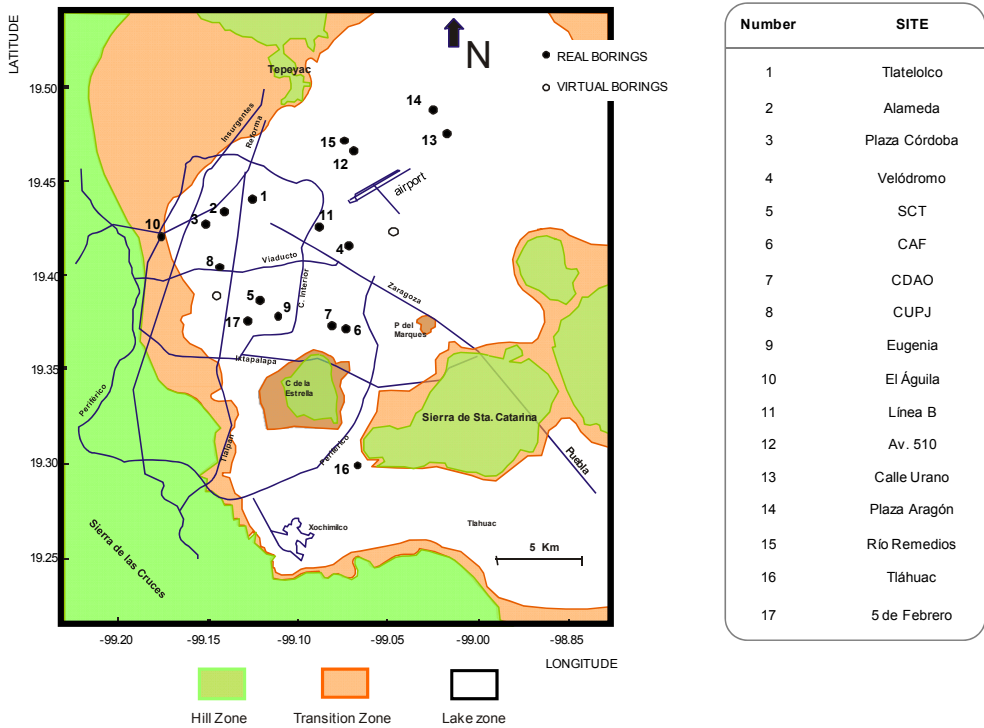 LATITUDE
19.50
19.45
19.40
19.35
19.30
19.25
N
REAL BORINGS
VIRTUAL BORINGS
Tepeyac
Insurgentes
Reforma
14
13
15
12
airport
1
2
3
10
11
4
8
Viaducto
C. Interior
Zaragoza
5
9
17
7
6
P del
Marques
Ixtapalapa
C de la
Estrella
Sierra de Sta. Catarina
Periférico
Tlalpan
Periférico
16
Puebla
Xochimilco
Tlahuac
Sierra de las Cruces
5 Km
-99.20
-99.15
-99.10
-99.05
-99.00
-98.85
LONGITUDE
Hill Zone
Transition Zone
Lake zone
Number SITE
1 Tlatelolco
2 Alameda
3 Plaza Córdoba
4 Velódromo
5 SCT
6 CAF
7 CDAO
8 CUPJ
9 Eugenia
10 El Águila
11 Línea B
12 Av. 510
13 Calle Urano
14 Plaza Aragón
15 Río Remedios
16 Tláhuac
17 5 de Febrero